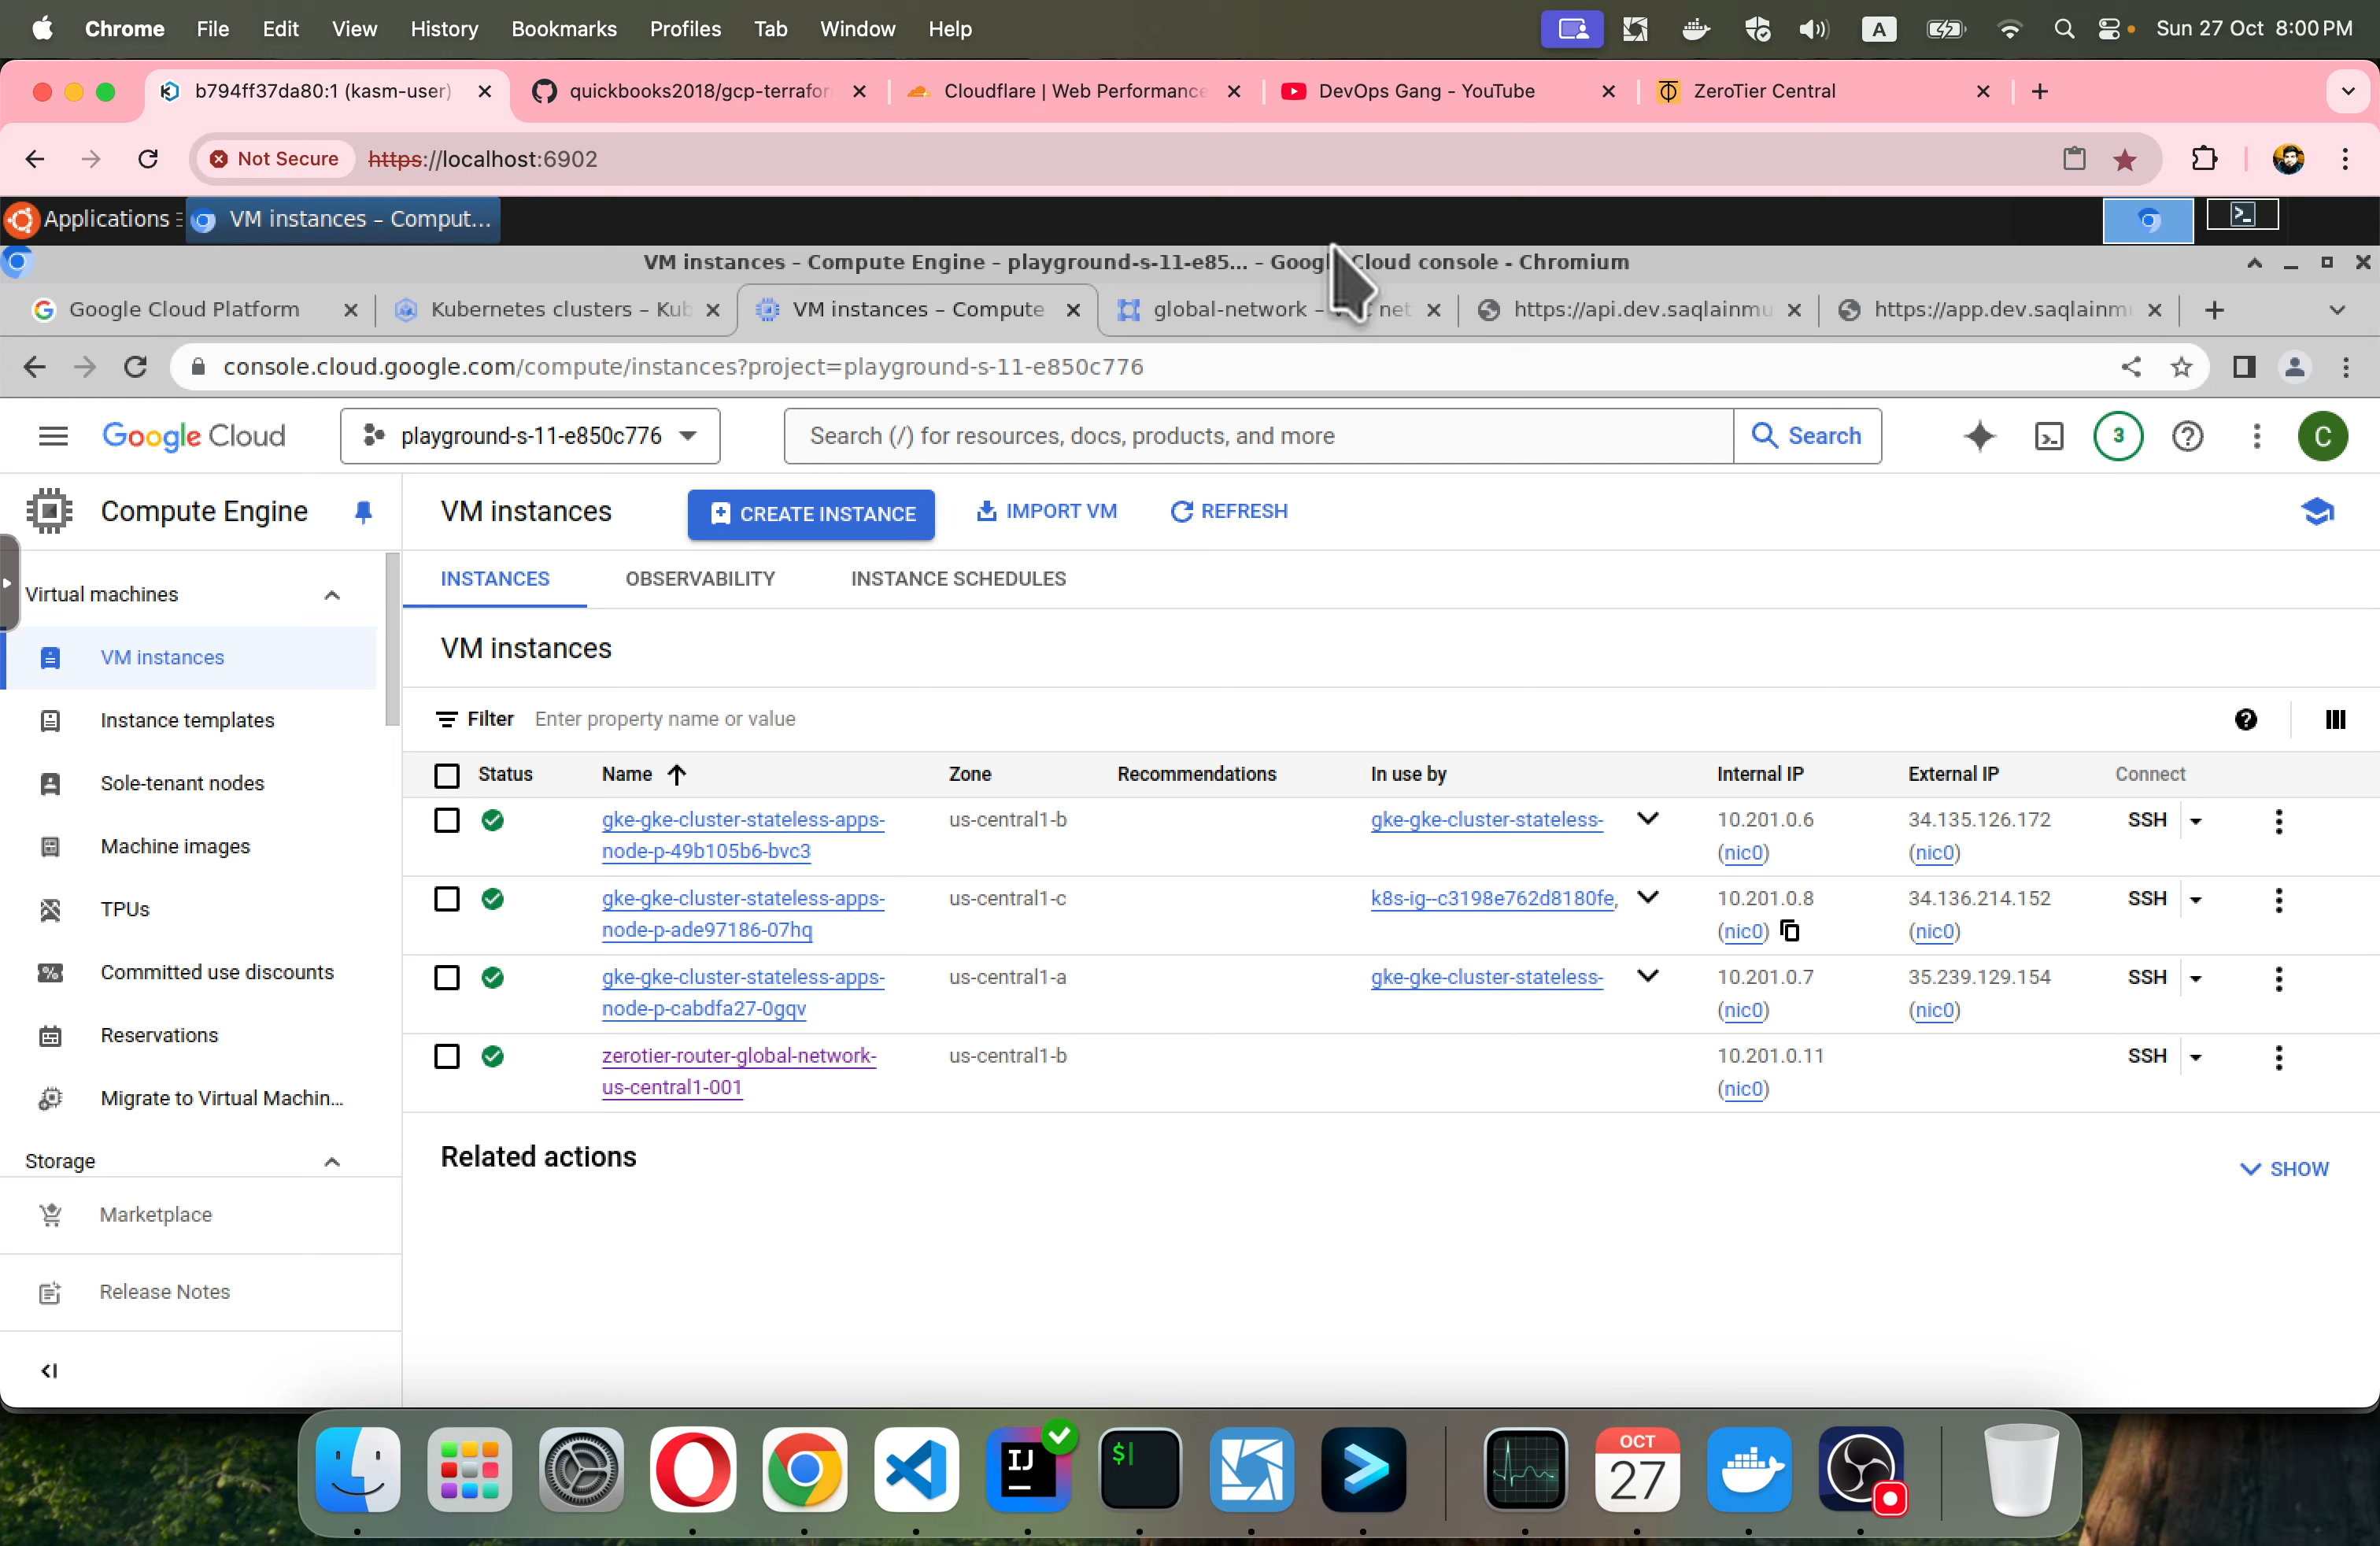 Chrome File Edit View History Bookmarks Profiles Tab Window Help A Sun 27 Oct 8:00 PM
b794ff37da80:1 (kasm-user) quickbooks2018/gcp-terrafor Cloudflare | Web Performance DevOps Gang - YouTube ZeroTier Central
Not Secure https://localhost:6902
Applications VM instances – Comput...
VM instances – Compute Engine – playground-s-11-e85... – Google Cloud console - Chromium
Google Cloud Platform Kubernetes clusters – Kub VM instances – Compute global-network – VPC net https://api.dev.saqlainmu https://app.dev.saqlainm
console.cloud.google.com/compute/instances?project=playground-s-11-e850c776
Google Cloud playground-s-11-e850c776 Search (/) for resources, docs, products, and more Search 3 C
Compute Engine VM instances CREATE INSTANCE IMPORT VM REFRESH
INSTANCES OBSERVABILITY INSTANCE SCHEDULES
Virtual machines
VM instances
Instance templates
Sole-tenant nodes
Machine images
TPUs
Committed use discounts
Reservations
Migrate to Virtual Machin...
Storage
Marketplace
Release Notes
VM instances
Filter Enter property name or value
Status Name Zone Recommendations In use by Internal IP External IP Connect
gke-gke-cluster-stateless-apps- us-central1-b gke-gke-cluster-stateless- 10.201.0.6 34.135.126.172 SSH
node-p-49b105b6-bvc3 (nic0) (nic0)
gke-gke-cluster-stateless-apps- us-central1-c k8s-ig--c3198e762d8180fe, 10.201.0.8 34.136.214.152 SSH
node-p-ade97186-07hq (nic0) (nic0)
gke-gke-cluster-stateless-apps- us-central1-a gke-gke-cluster-stateless- 10.201.0.7 35.239.129.154 SSH
node-p-cabdfa27-0gqv (nic0) (nic0)
zerotier-router-global-network- us-central1-b 10.201.0.11 SSH
us-central1-001 (nic0)
Related actions
SHOW
IJ $ OCT
27